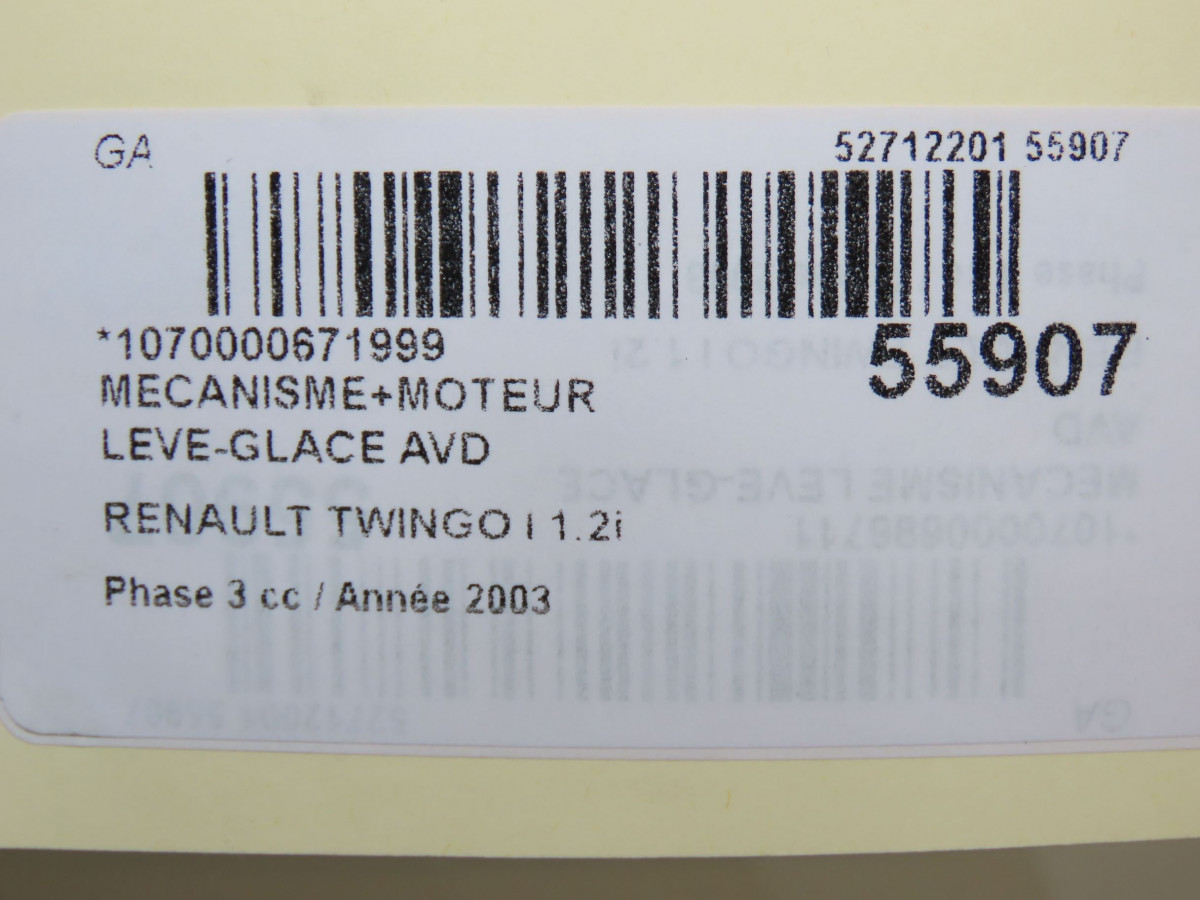 GA
52712201 55907
*1070000671999
55907
MECANISME+MOTEUR
LEVE-GLACE AVD
RENAULT TWINGO I 1.2i
Phase 3 cc / Année 2003